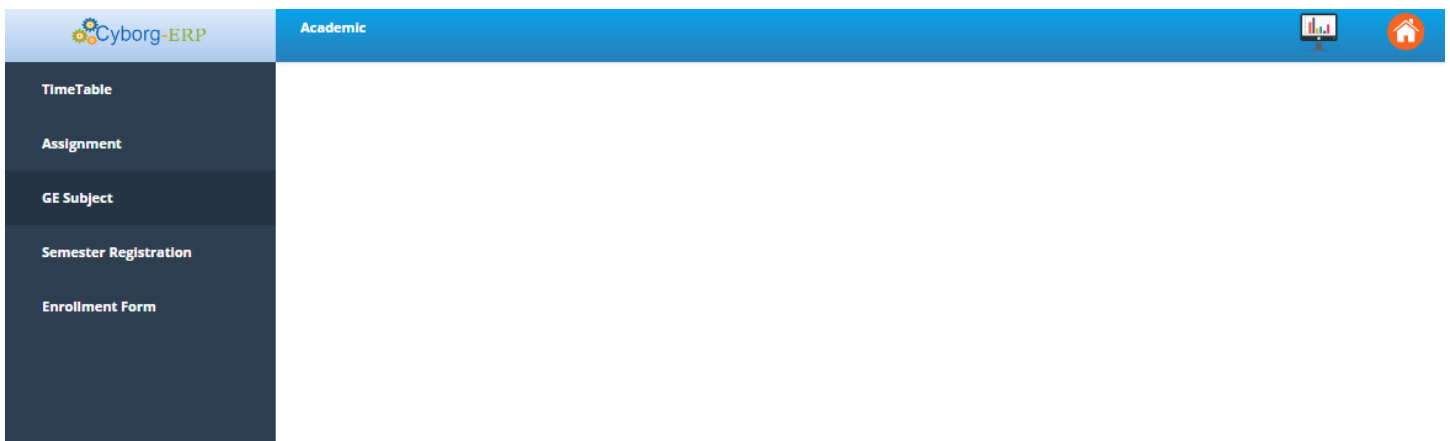 Cyborg-ERP
Academic
TimeTable
Assignment
GE Subject
Semester Registration
Enrollment Form